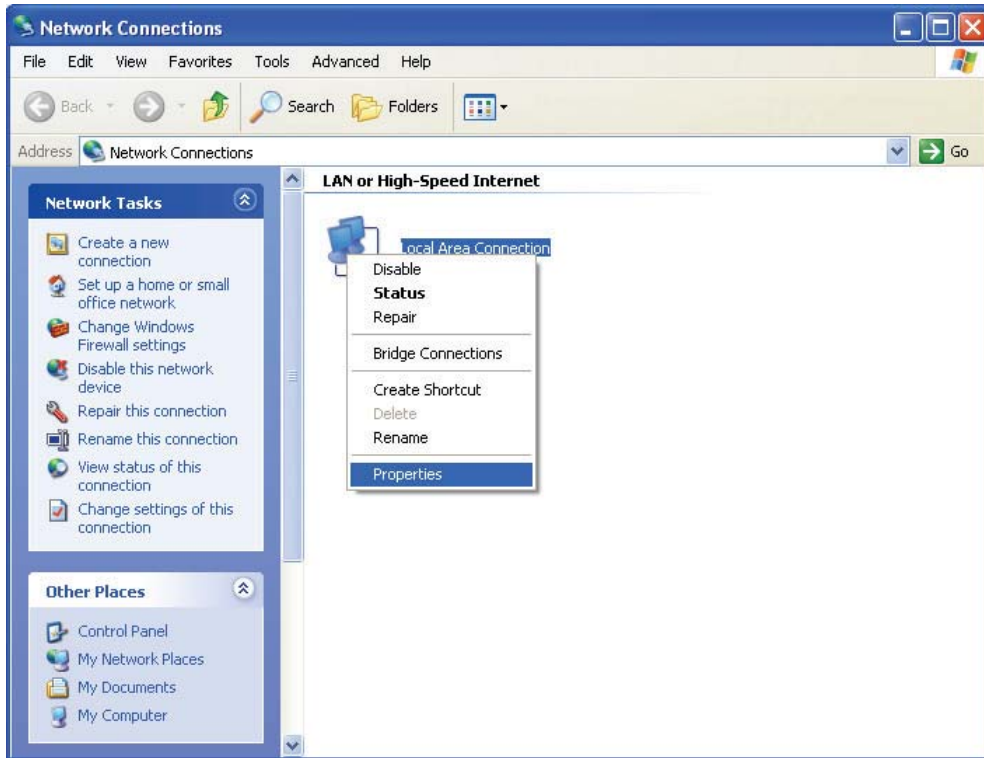 Network Connections
File Edit View Favorites Tools Advanced Help
Back Search Folders
Address Network Connections Go
Network Tasks
Create a new
connection
Set up a home or small
office network
Change Windows
Firewall settings
Disable this network
device
Repair this connection
Rename this connection
View status of this
connection
Change settings of this
connection
Other Places
Control Panel
My Network Places
My Documents
My Computer
LAN or High-Speed Internet
Local Area Connection
Disable
Status
Repair
Bridge Connections
Create Shortcut
Delete
Rename
Properties